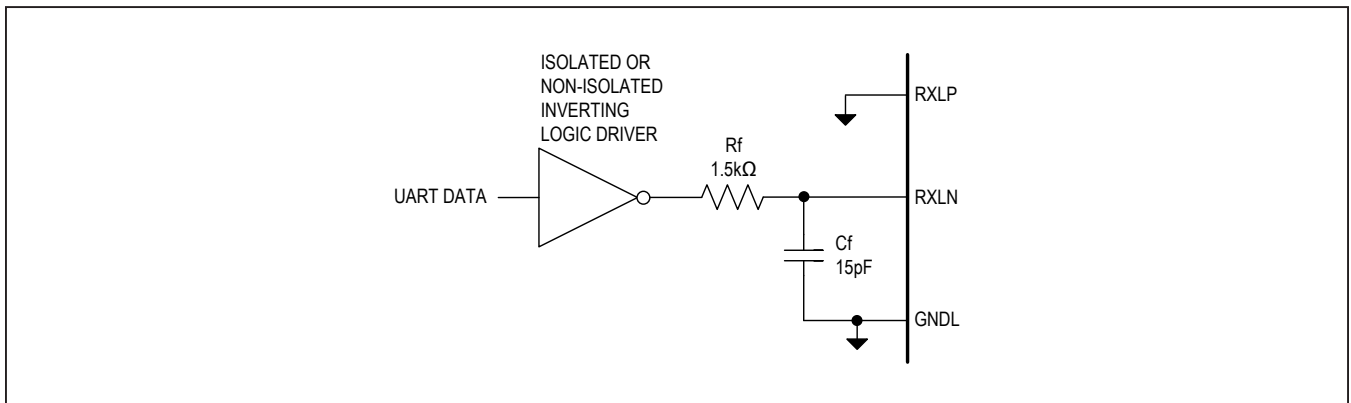 ISOLATED OR
NON-ISOLATED
INVERTING
LOGIC DRIVER
UART DATA
Rf
1.5kΩ
Cf
15pF
RXLP
RXLN
GNDL